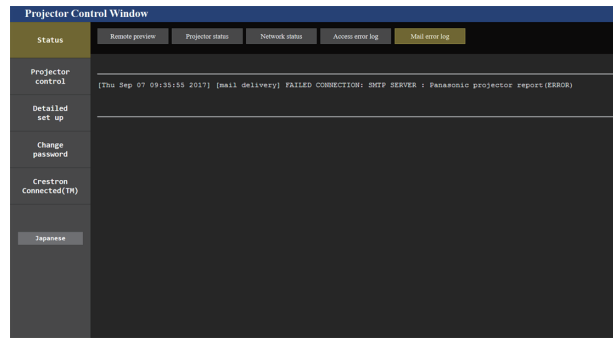 Projector Control Window
Status
Remote preview
Projector status
Network status
Access error log
Mail error log
[Thu Sep 07 09:35:55 2017] [mail delivery] FAILED CONNECTION: SMTP SERVER : Panasonic projector report(ERROR)
Projector
control
Detailed
set up
Change
password
Crestron
Connected(TM)
Japanese